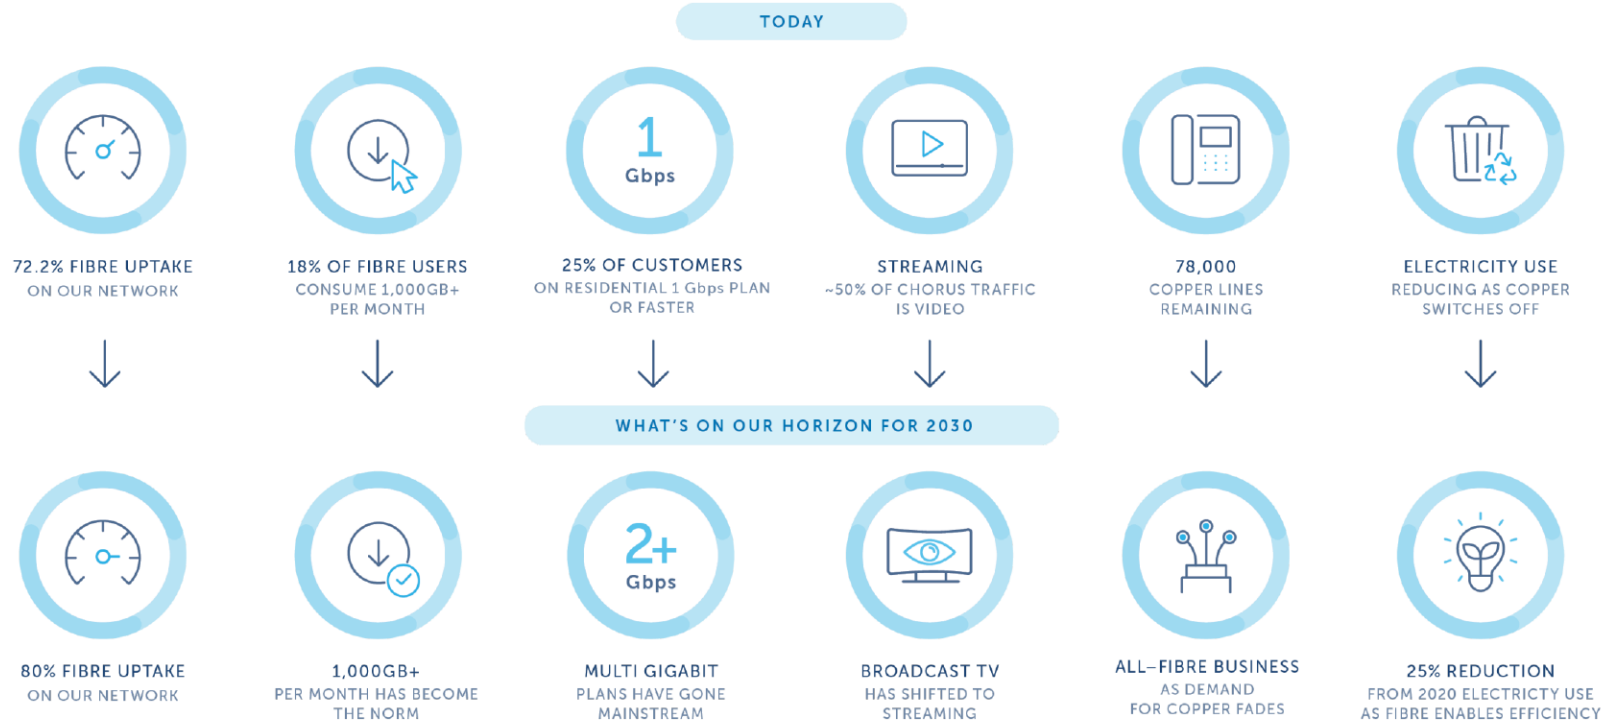 TODAY
1
Gbps
72.2% FIBRE UPTAKE
ON OUR NETWORK
18% OF FIBRE USERS
CONSUME 1,000GB+
PER MONTH
25% OF CUSTOMERS
ON RESIDENTIAL 1 Gbps PLAN
OR FASTER
STREAMING
~50% OF CHORUS TRAFFIC
IS VIDEO
78,000
COPPER LINES
REMAINING
ELECTRICITY USE
REDUCING AS COPPER
SWITCHES OFF
WHAT'S ON OUR HORIZON FOR 2030
2+
Gbps
80% FIBRE UPTAKE
ON OUR NETWORK
1,000GB+
PER MONTH HAS BECOME
THE NORM
MULTI GIGABIT
PLANS HAVE GONE
MAINSTREAM
BROADCAST TV
HAS SHIFTED TO
STREAMING
ALL–FIBRE BUSINESS
AS DEMAND
FOR COPPER FADES
25% REDUCTION
FROM 2020 ELECTRICTY USE
AS FIBRE ENABLES EFFICIENCY